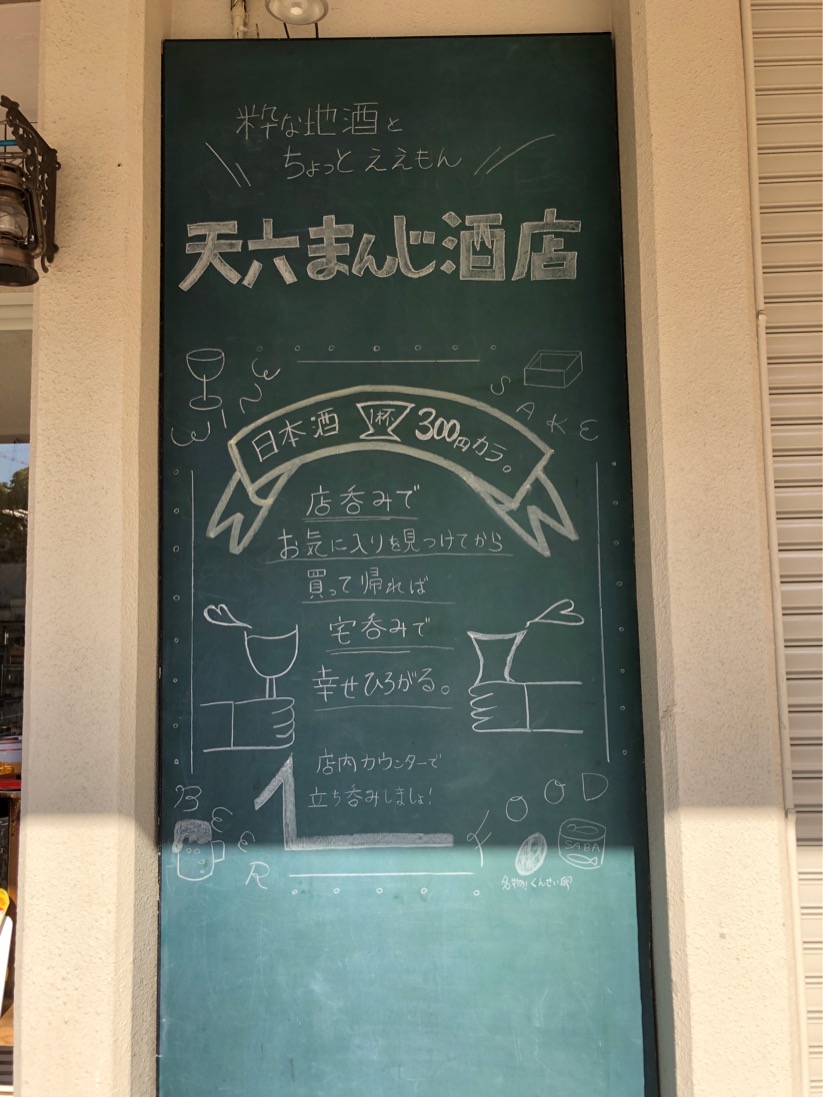 粋な地酒と
ちょっとええもん
天六まんじ酒店
WINE
SAKE
日本酒 1杯 300円カラ。
店呑みで
お気に入りを見つけてから
買って帰れば
宅呑みで
幸せひろがる。
店内カウンターで
立ち呑みしましょ!
BEER
FOOD
SABA
名物!くんせい卵